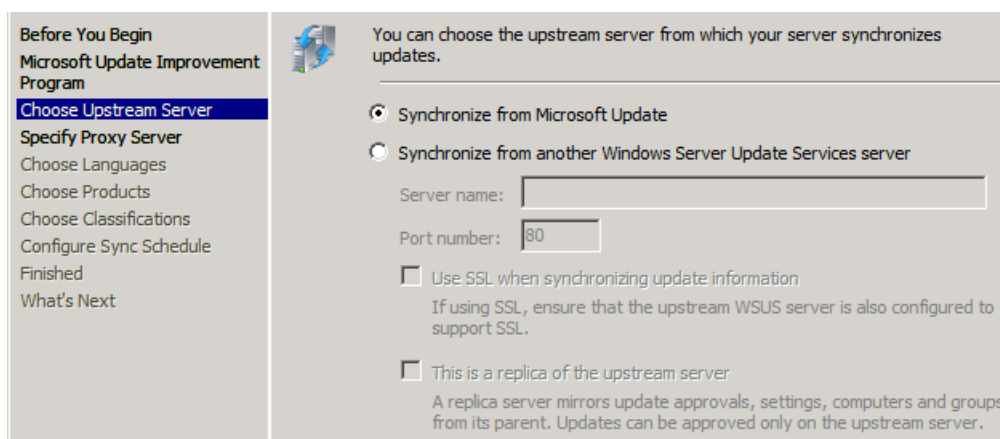 Before You Begin
Microsoft Update Improvement
Program
Choose Upstream Server
Specify Proxy Server
Choose Languages
Choose Products
Choose Classifications
Configure Sync Schedule
Finished
What's Next
You can choose the upstream server from which your server synchronizes
updates.
Synchronize from Microsoft Update
Synchronize from another Windows Server Update Services server
Server name:
Port number: 80
Use SSL when synchronizing update information
If using SSL, ensure that the upstream WSUS server is also configured to
support SSL.
This is a replica of the upstream server
A replica server mirrors update approvals, settings, computers and groups
from its parent. Updates can be approved only on the upstream server.